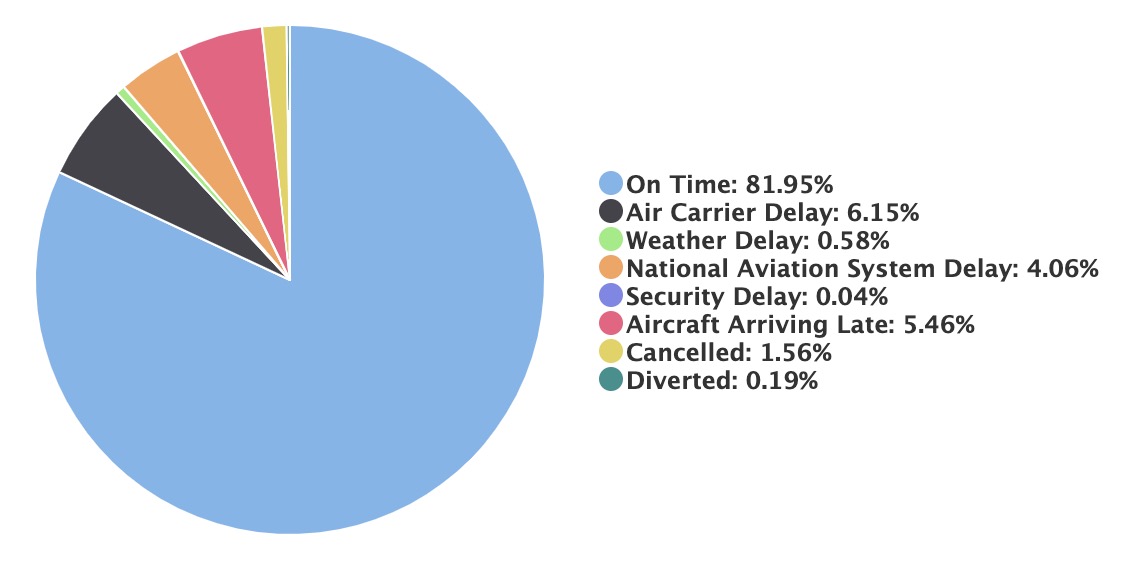 On Time: 81.95%
Air Carrier Delay: 6.15%
Weather Delay: 0.58%
National Aviation System Delay: 4.06%
Security Delay: 0.04%
Aircraft Arriving Late: 5.46%
Cancelled: 1.56%
Diverted: 0.19%